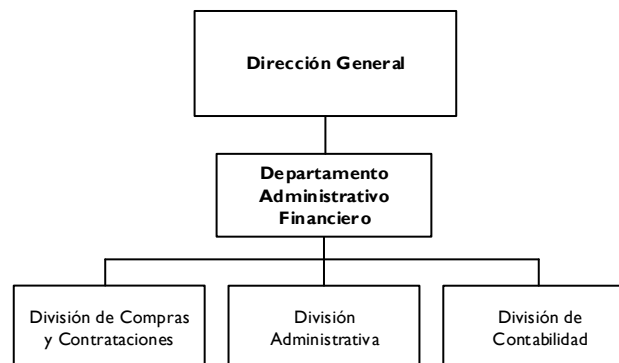 Dirección General
Departamento
Administrativo
Financiero
División de Compras
y Contrataciones
División
Administrativa
División de
Contabilidad